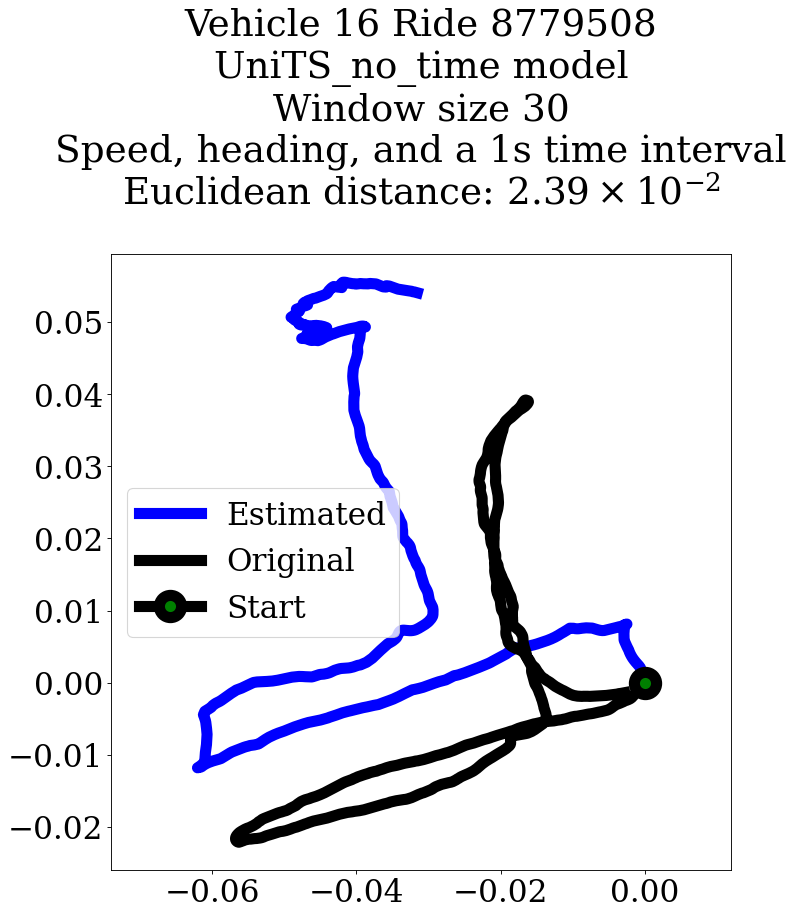 Vehicle 16 Ride 8779508
UniTS_no_time model
Window size 30
Speed, heading, and a 1s time interval
Euclidean distance: 2.39 × 10⁻²
0.05
0.04
0.03
0.02
0.01
0.00
−0.01
−0.02
Estimated
Original
Start
−0.06
−0.04
−0.02
0.00